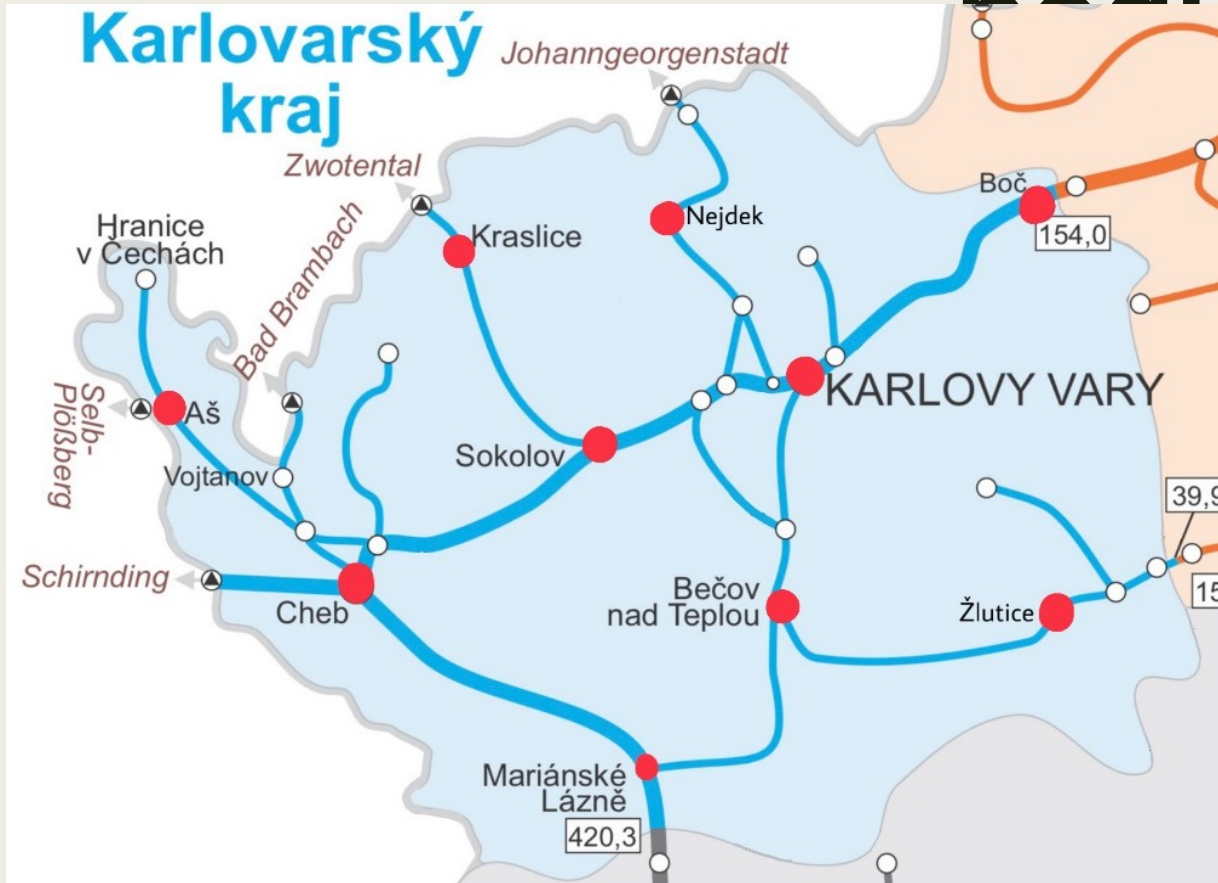 Karlovarský
kraj
Johanngeorgenstadt
Zwotental
Hranice
v Čechách
Bad Brambach
Kraslice
Nejdek
Boč
154,0
Selb-
Plößberg
Aš
KARLOVY VARY
Vojtanov
Sokolov
39,9
Schirnding
Cheb
Bečov
nad Teplou
Žlutice
15
Mariánské
Lázně
420,3